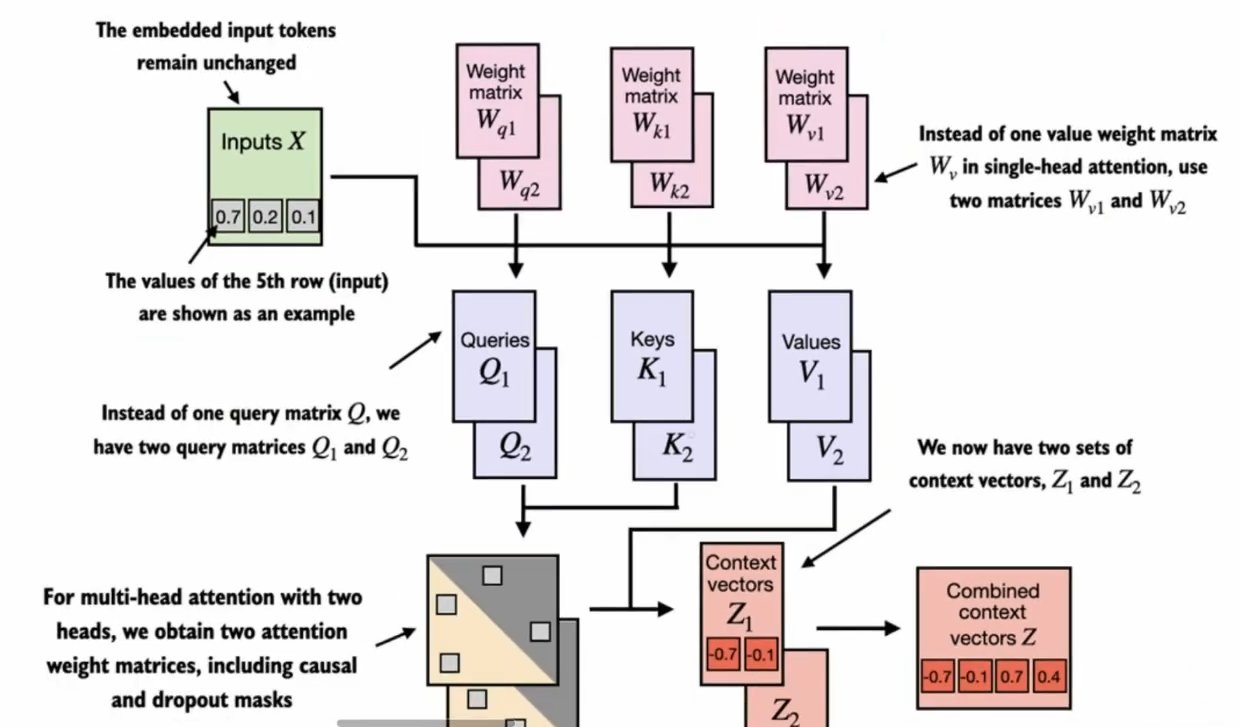 The embedded input tokens
remain unchanged
Inputs X
0.7 0.2 0.1
The values of the 5th row (input)
are shown as an example
Weight
matrix
Wq1
Wq2
Weight
matrix
Wk1
Wk2
Weight
matrix
Wv1
Wv2
Instead of one value weight matrix
Wv in single-head attention, use
two matrices Wv1 and Wv2
Queries
Q1
Q2
Keys
K1
K2
Values
V1
V2
Instead of one query matrix Q, we
have two query matrices Q1 and Q2
We now have two sets of
context vectors, Z1 and Z2
For multi-head attention with two
heads, we obtain two attention
weight matrices, including causal
and dropout masks
Context
vectors
Z1
-0.7 -0.1
Z2
Combined
context
vectors Z
-0.7 -0.1 0.7 0.4